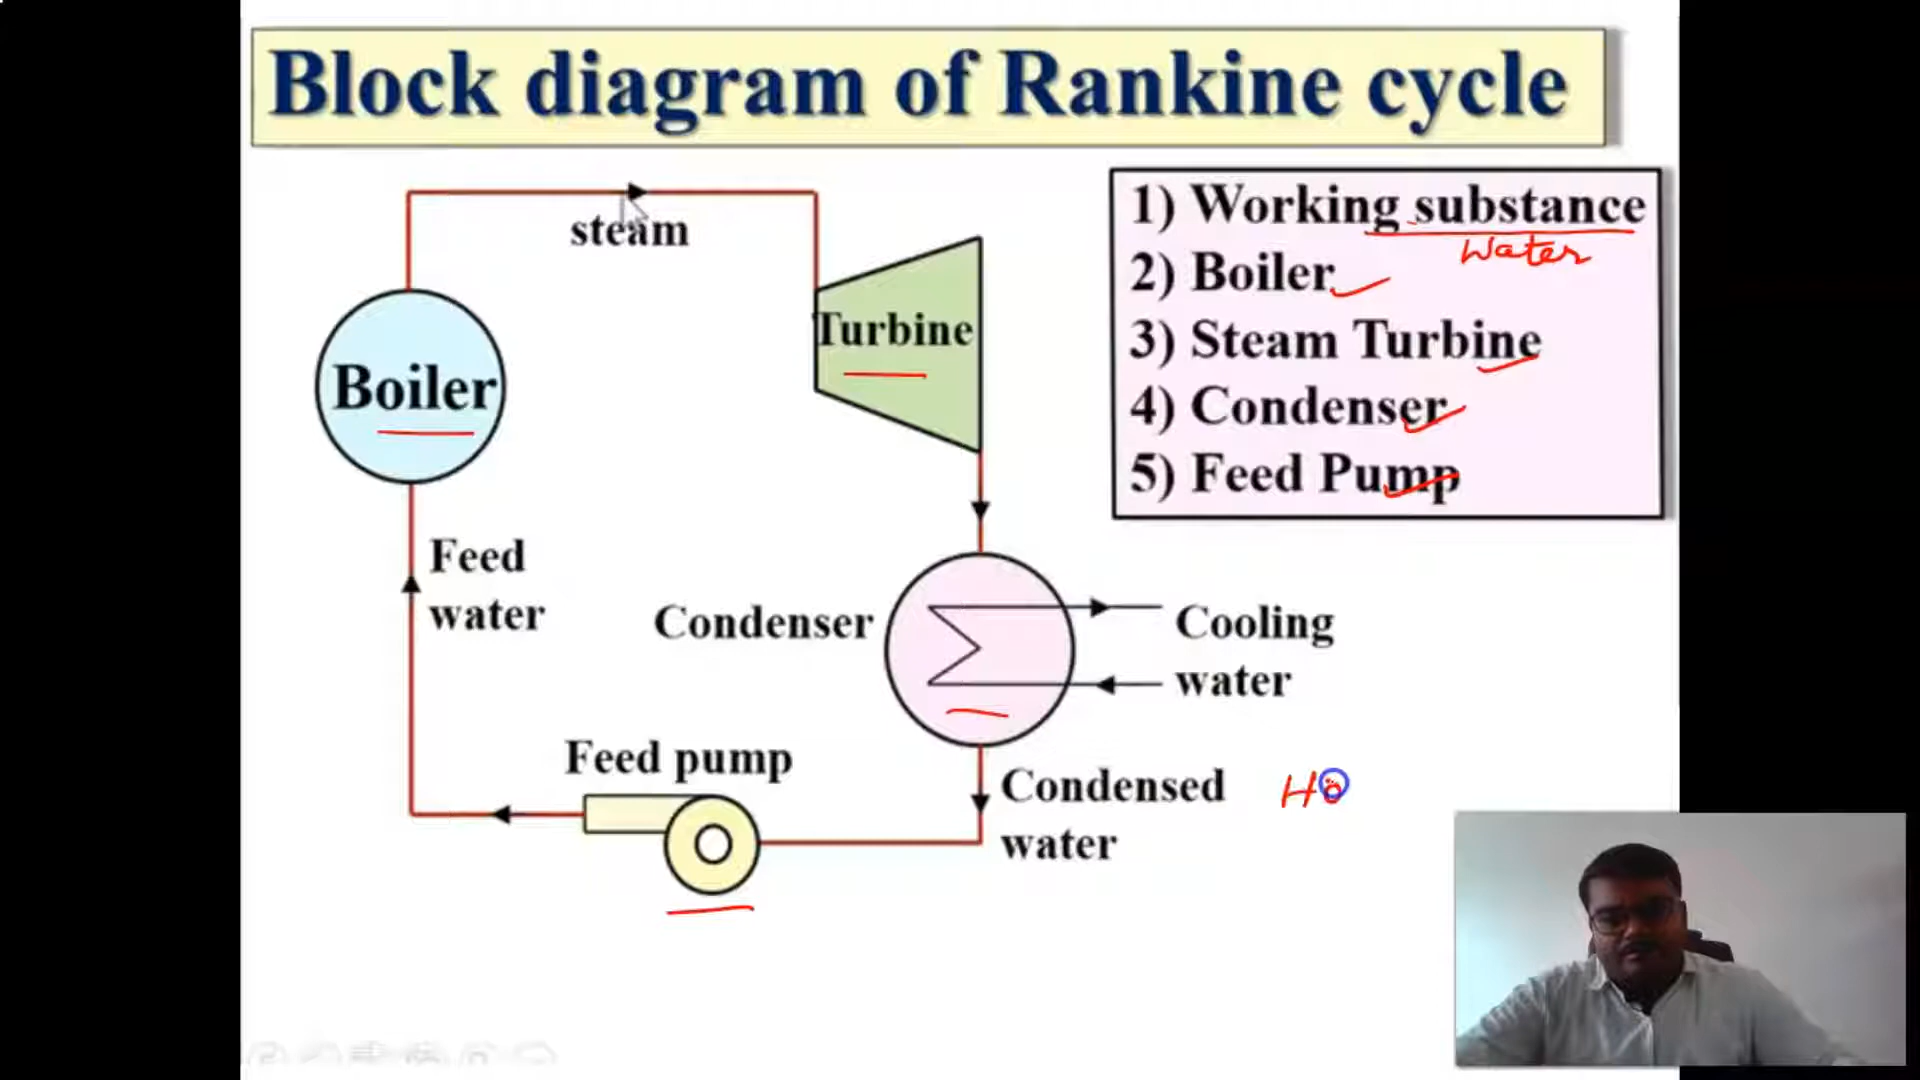 Block diagram of Rankine cycle
steam
Boiler
Turbine
1) Working substance
Water
2) Boiler
3) Steam Turbine
4) Condenser
5) Feed Pump
Feed
water
Condenser
Cooling
water
Feed pump
Condensed
water